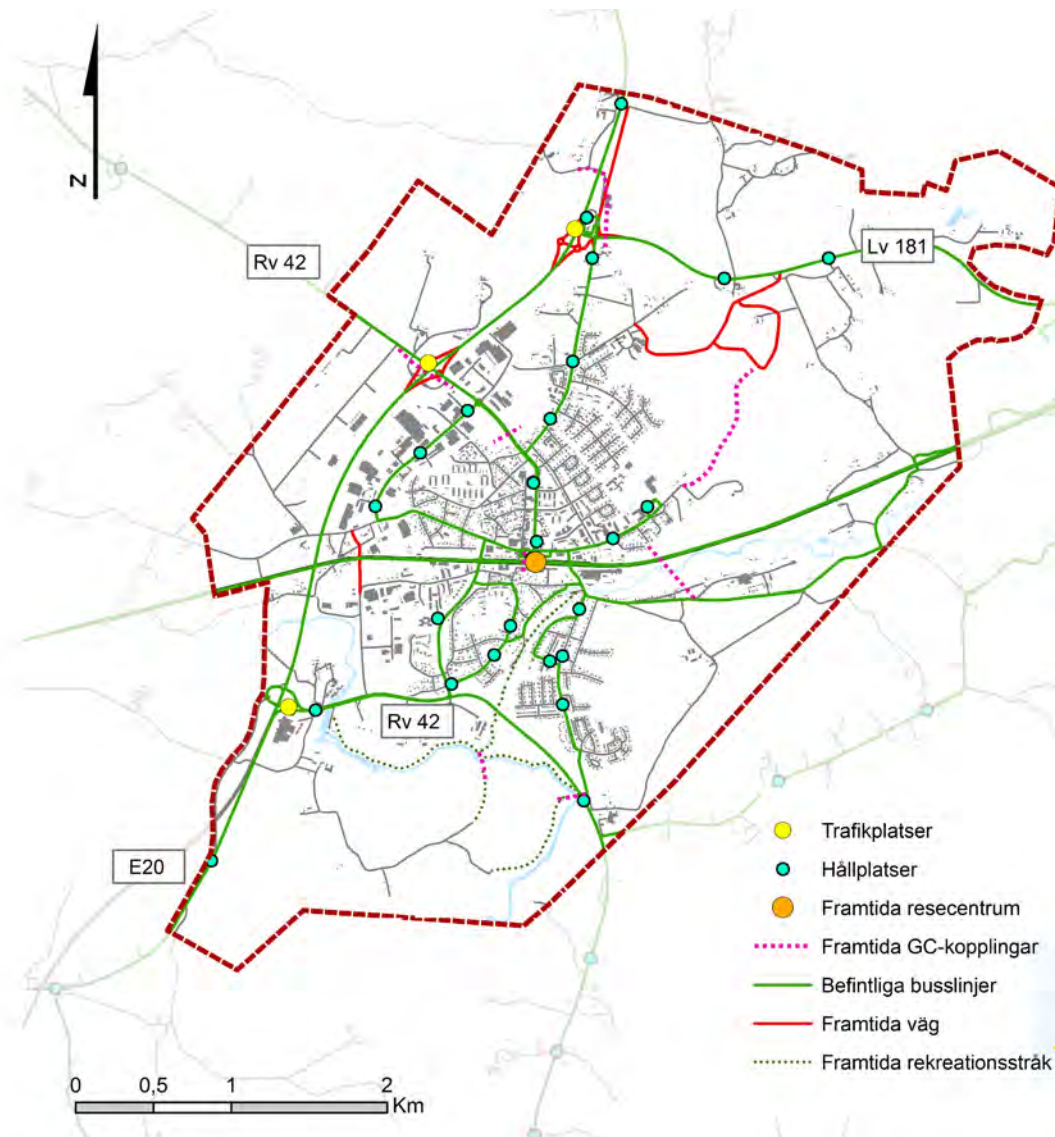 N
Rv 42
Lv 181
Rv 42
E20
Trafikplatser
Hållplatser
Framtida resecentrum
Framtida GC-kopplingar
Befintliga busslinjer
Framtida väg
Framtida rekreationsstråk
0 0,5 1 2
Km